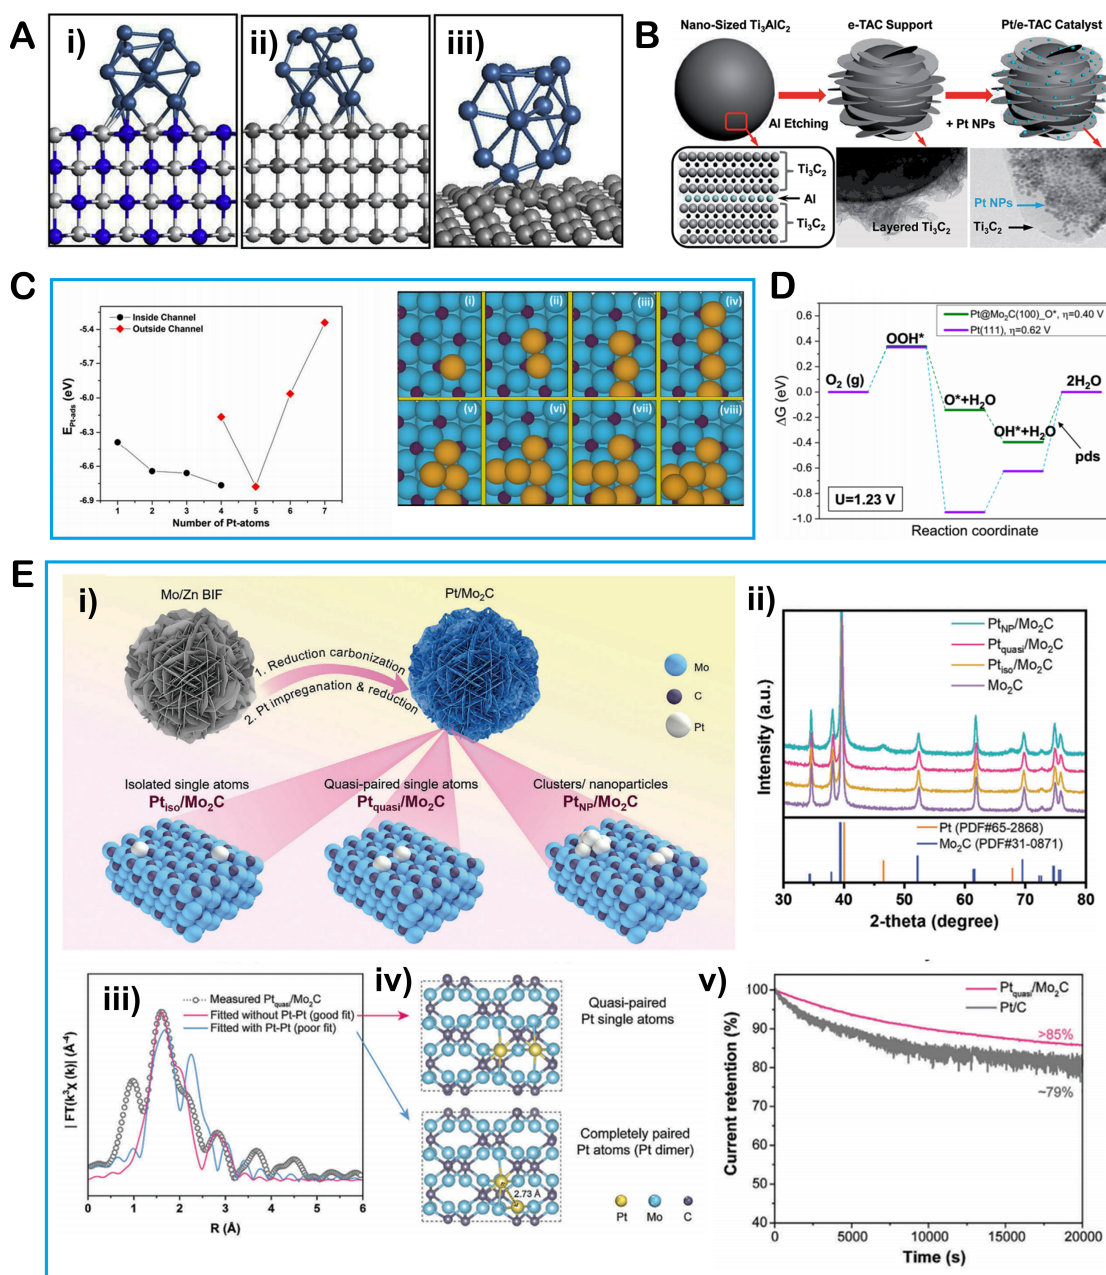 A
i)
ii)
iii)
B
Nano-Sized Ti₃AlC₂
e-TAC Support
Pt/e-TAC Catalyst
Al Etching
+ Pt NPs
Ti₃C₂
Al
Ti₃C₂
Layered Ti₃C₂
Pt NPs
Ti₃C₂
C
Inside Channel
Outside Channel
-5.4
-5.7
-6.0
-6.3
-6.6
-6.9
E_Pt-ads (eV)
1 2 3 4 5 6 7
Number of Pt-atoms
(i) (ii) (iii) (iv)
(v) (vi) (vii) (viii)
D
Pt@Mo₂C(100)_O*, η=0.40 V
Pt(111), η=0.62 V
0.6
0.4
0.2
0.0
-0.2
-0.4
-0.6
-0.8
-1.0
ΔG (eV)
O₂ (g)
OOH*
O*+H₂O
OH*+H₂O
2H₂O
pds
U=1.23 V
Reaction coordinate
E
i)
Mo/Zn BIF
Pt/Mo₂C
1. Reduction carbonization
2. Pt impreganation & reduction
Mo
C
Pt
Isolated single atoms
Pt_iso/Mo₂C
Quasi-paired single atoms
Pt_quasi/Mo₂C
Clusters/ nanoparticles
Pt_NP/Mo₂C
ii)
Pt_NP/Mo₂C
Pt_quasi/Mo₂C
Pt_iso/Mo₂C
Mo₂C
Intensity (a.u.)
Pt (PDF#65-2868)
Mo₂C (PDF#31-0871)
30 40 50 60 70 80
2-theta (degree)
iii)
Measured Pt_quasi/Mo₂C
Fitted without Pt-Pt (good fit)
Fitted with Pt-Pt (poor fit)
| FT(k³χ (k)| (Å⁻⁴)
0 1 2 3 4 5 6
R (Å)
iv)
Quasi-paired
Pt single atoms
Completely paired
Pt atoms (Pt dimer)
2.73 Å
Pt Mo C
v)
Pt_quasi/Mo₂C
Pt/C
>85%
~79%
100
90
80
70
60
50
40
Current retention (%)
0 5000 10000 15000 20000
Time (s)